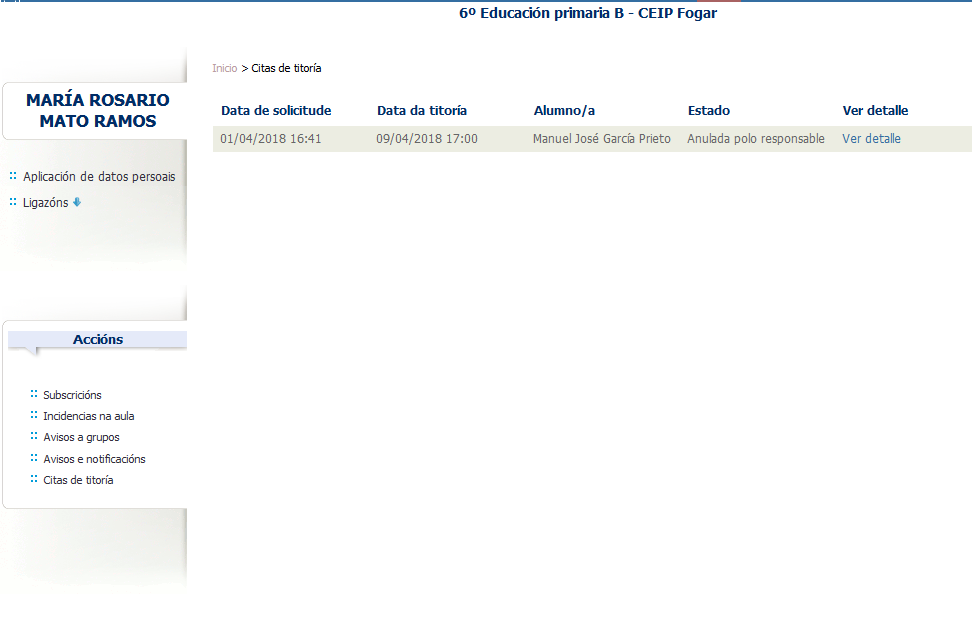 6º Educación primaria B - CEIP Fogar
Inicio > Citas de titoría
MARÍA ROSARIO
MATO RAMOS
Aplicación de datos persoais
Ligazóns
Data de solicitude Data da titoría Alumno/a Estado Ver detalle
01/04/2018 16:41 09/04/2018 17:00 Manuel José García Prieto Anulada polo responsable Ver detalle
Accións
Subscricións
Incidencias na aula
Avisos a grupos
Avisos e notificacións
Citas de titoría